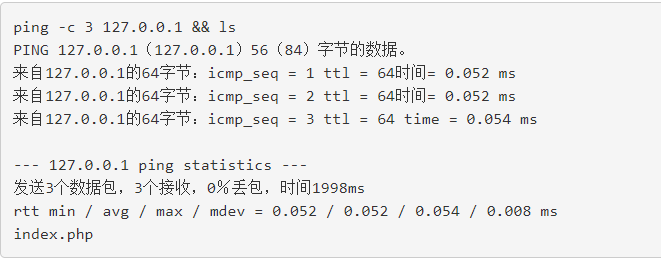 ping -c 3 127.0.0.1 && ls
PING 127.0.0.1（127.0.0.1）56（84）字节的数据。
来自127.0.0.1的64字节：icmp_seq = 1 ttl = 64时间= 0.052 ms
来自127.0.0.1的64字节：icmp_seq = 2 ttl = 64时间= 0.052 ms
来自127.0.0.1的64字节：icmp_seq = 3 ttl = 64 time = 0.054 ms
--- 127.0.0.1 ping statistics ---
发送3个数据包，3个接收，0％丢包，时间1998ms
rtt min / avg / max / mdev = 0.052 / 0.052 / 0.054 / 0.008 ms
index.php